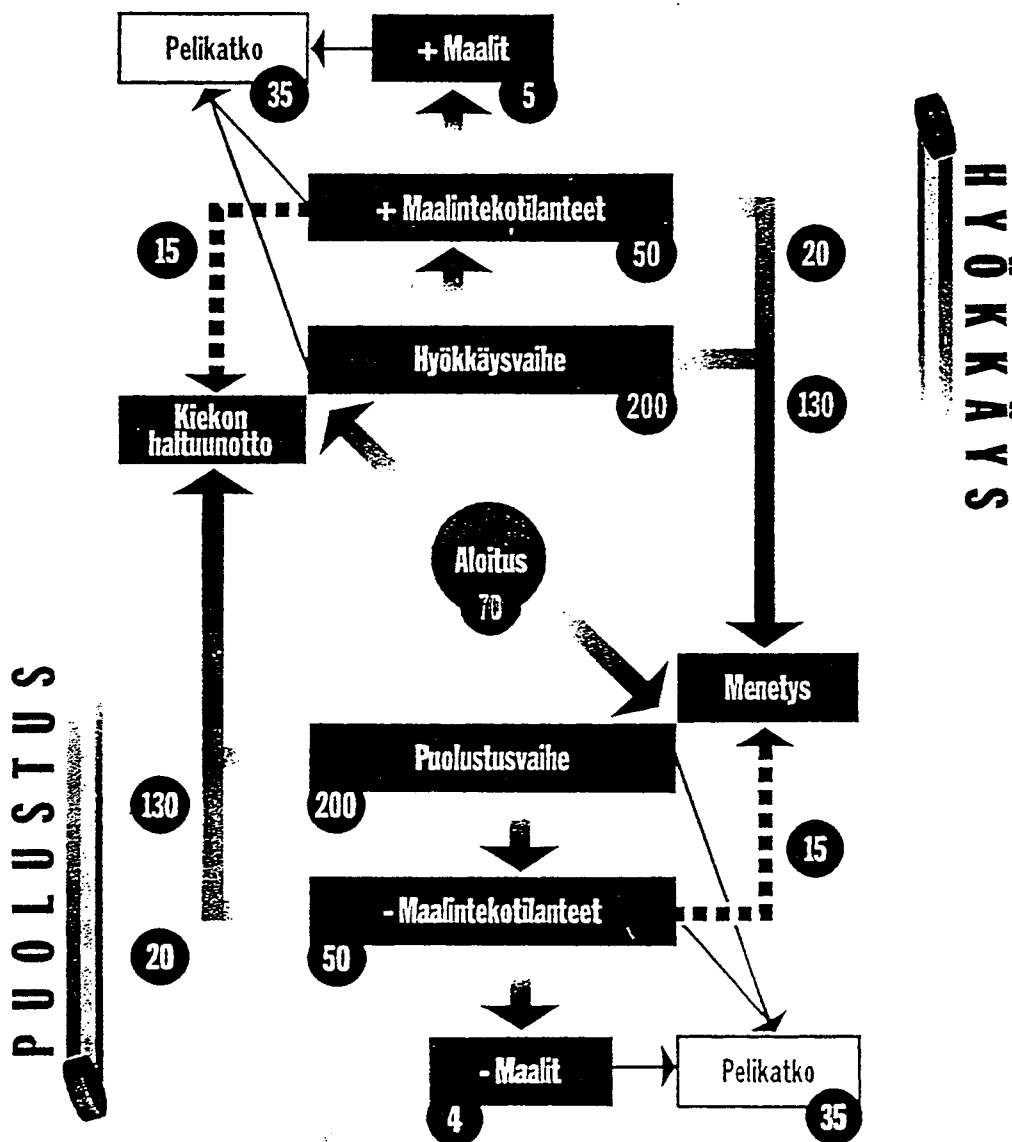 Pelikatko
35
+ Maalit
5
+ Maalintekotilanteet
50
15
20
HYÖKKÄYS
Hyökkäysvaihe
200
130
Kiekon
haltuunotto
Aloitus
70
Menetys
PUOLUSTUS
Puolustusvaihe
200
130
15
- Maalintekotilanteet
50
20
- Maalit
4
Pelikatko
35